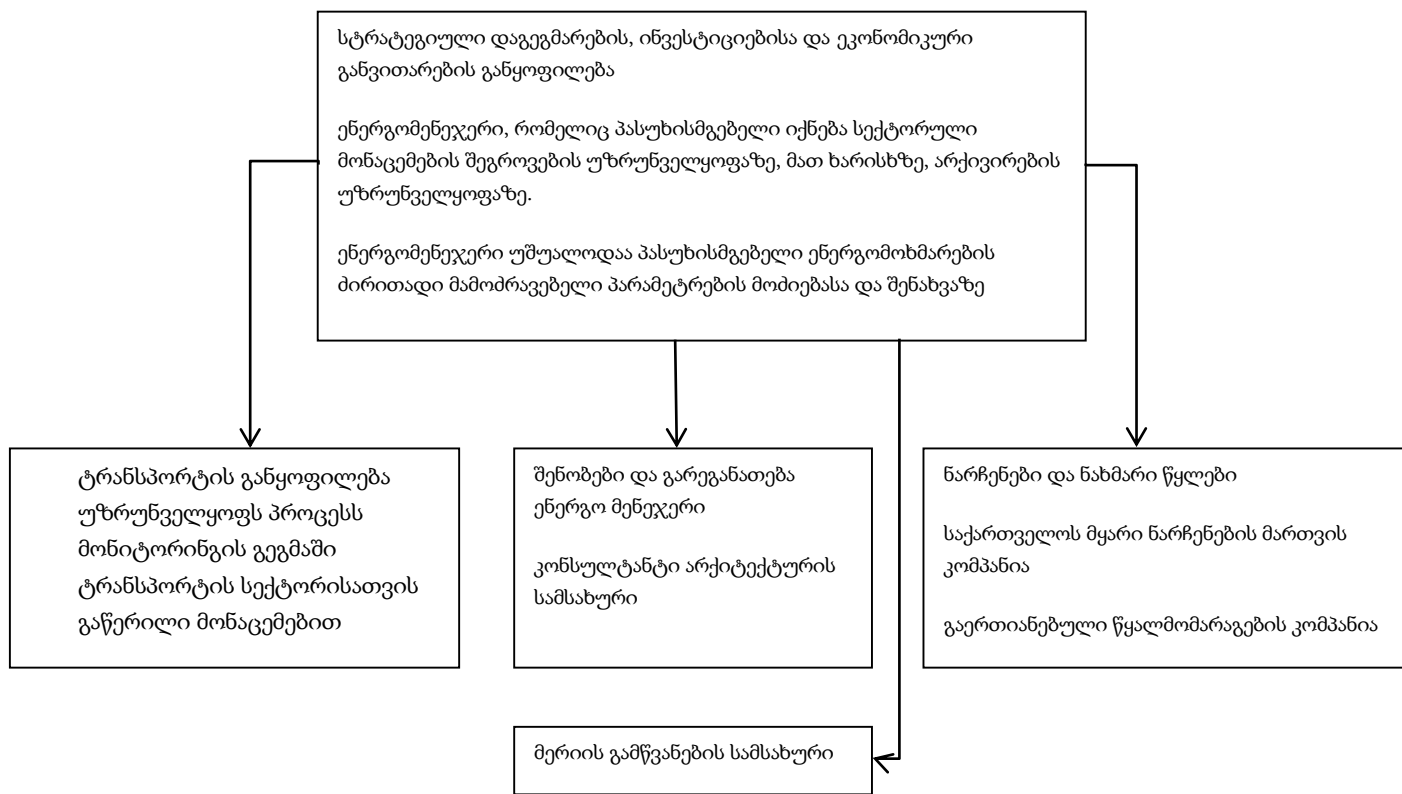 სტრატეგიული დაგეგმარების, ინვესტიციებისა და ეკონომიკური
განვითარების განყოფილება
ენერგომენეჯერი, რომელიც პასუხისმგებელი იქნება სექტორული
მონაცემების შეგროვების უზრუნველყოფაზე, მათ ხარისხზე, არქივირების
უზრუნველყოფაზე.
ენერგომენეჯერი უშუალოდაა პასუხისმგებელი ენერგომოხმარების
ძირითადი მამოძრავებელი პარამეტრების მოძიებასა და შენახვაზე
ტრანსპორტის განყოფილება
უზრუნველყოფს პროცესს
მონიტორინგის გეგმაში
ტრანსპორტის სექტორისათვის
გაწერილი მონაცემებით
შენობები და გარეგანათება
ენერგო მენეჯერი
კონსულტანტი არქიტექტურის
სამსახური
ნარჩენები და ნახმარი წყლები
საქართველოს მყარი ნარჩენების მართვის
კომპანია
გაერთიანებული წყალმომარაგების კომპანია
მერიის გამწვანების სამსახური